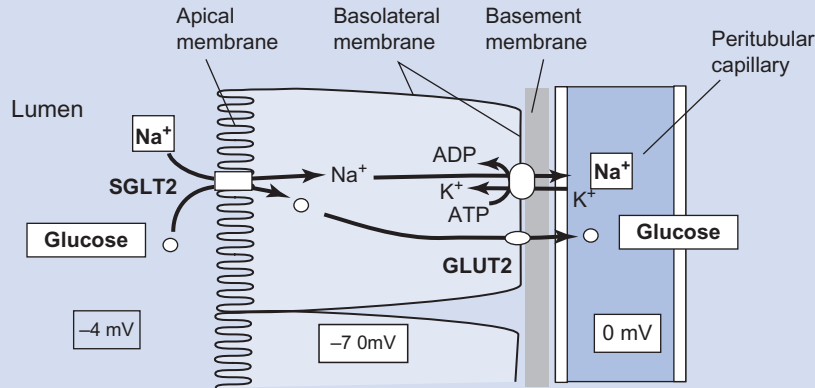 Apical
membrane
Basolateral
membrane
Basement
membrane
Peritubular
capillary
Lumen
Na⁺
SGLT2
Glucose
Na⁺
ADP
K⁺
ATP
Na⁺
K⁺
Glucose
GLUT2
–4 mV
–7 0mV
0 mV